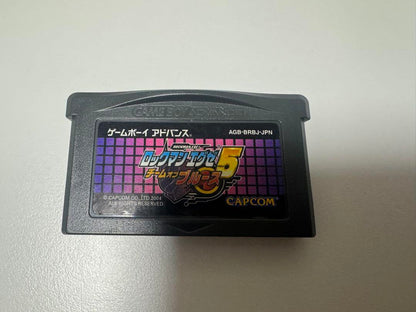 GAME BOY ADVANCE
ゲームボーイ アドバンス
AGB-BRBJ-JPN
ロックマンエグゼ5
チームオブ ブルース
© CAPCOM CO., LTD. 2004
ALL RIGHTS RESERVED.
CAPCOM